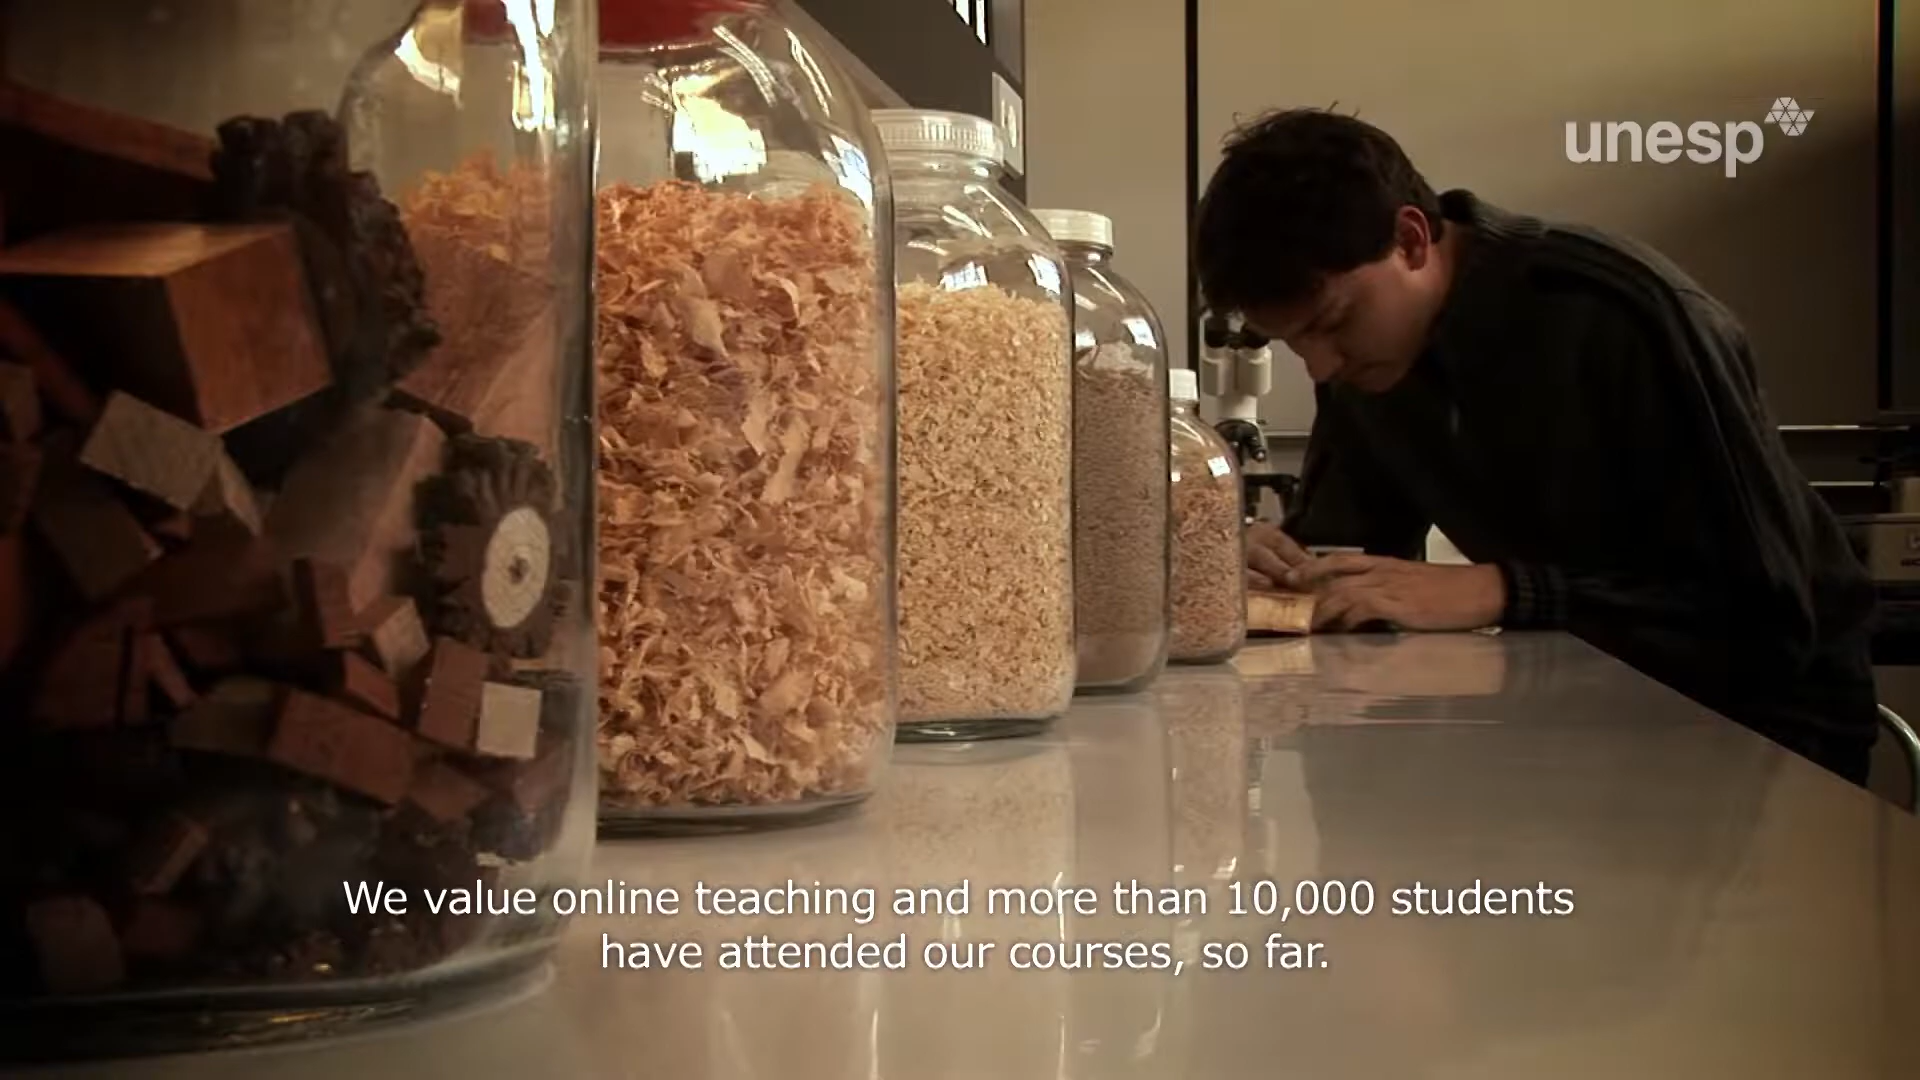 unesp
We value online teaching and more than 10,000 students
have attended our courses, so far.